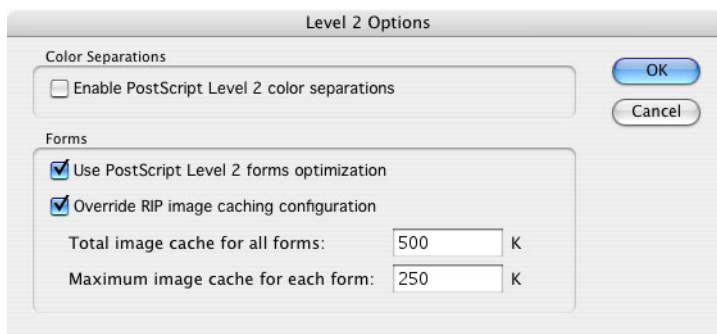 Level 2 Options
Color Separations
Enable PostScript Level 2 color separations
OK
Cancel
Forms
Use PostScript Level 2 forms optimization
Override RIP image caching configuration
Total image cache for all forms: 500 K
Maximum image cache for each form: 250 K